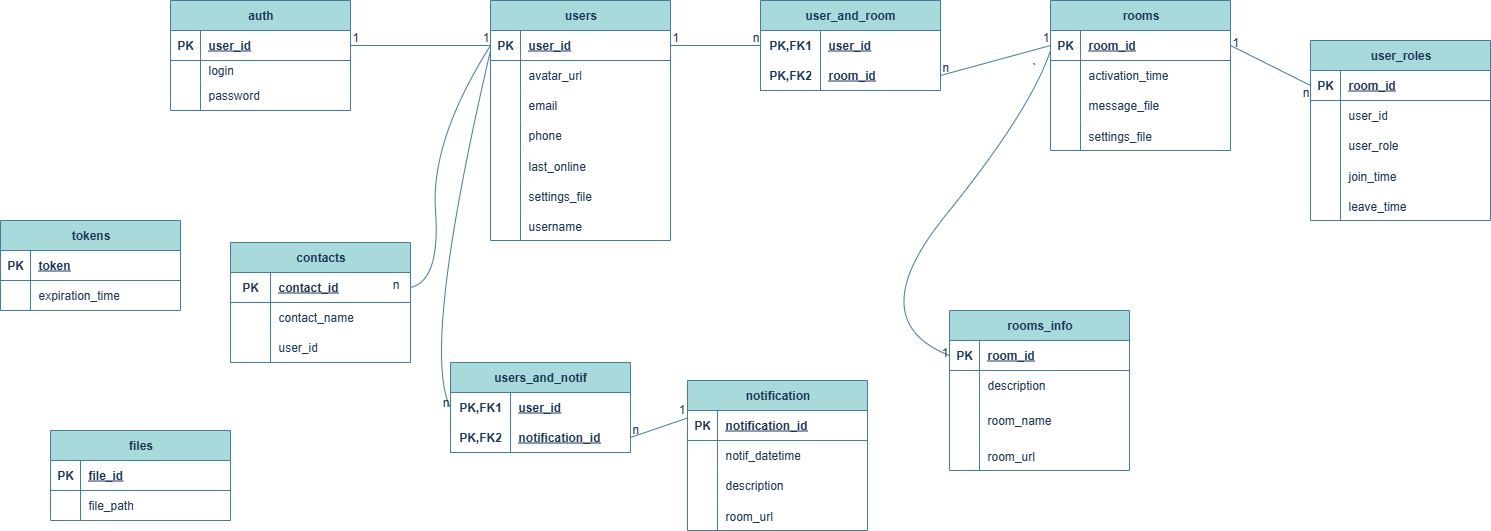 auth
PK user_id
login
password
1
1
users
PK user_id
avatar_url
email
phone
last_online
settings_file
username
1
n
user_and_room
PK,FK1 user_id
PK,FK2 room_id
n
1
`
rooms
PK room_id
activation_time
message_file
settings_file
1
n
user_roles
PK room_id
user_id
user_role
join_time
leave_time
tokens
PK token
expiration_time
contacts
PK contact_id n
contact_name
user_id
rooms_info
1 PK room_id
description
room_name
room_url
users_and_notif
n PK,FK1 user_id
PK,FK2 notification_id n
1
notification
PK notification_id
notif_datetime
description
room_url
files
PK file_id
file_path